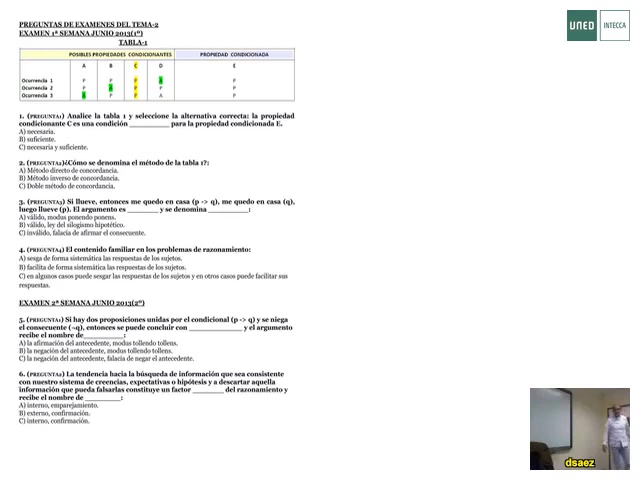 PREGUNTAS DE EXAMENES DEL TEMA-2
EXAMEN 1ª SEMANA JUNIO 2013(1º)
TABLA-1
POSIBLES PROPIEDADES CONDICIONANTES PROPIEDAD CONDICIONADA
A B C D E
Ocurrencia 1 P P P A P
Ocurrencia 2 P A P P P
Ocurrencia 3 A P P A P
1. (PREGUNTA1) Analice la tabla 1 y seleccione la alternativa correcta: la propiedad
condicionante C es una condición __________ para la propiedad condicionada E.
A) necesaria.
B) suficiente.
C) necesaria y suficiente.
2. (PREGUNTA2)¿Cómo se denomina el método de la tabla 1?:
A) Método directo de concordancia.
B) Método inverso de concordancia.
C) Doble método de concordancia.
3. (PREGUNTA3) Si llueve, entonces me quedo en casa (p -> q), me quedo en casa (q),
luego llueve (p). El argumento es _______ y se denomina _________:
A) válido, modus ponendo ponens.
B) válido, ley del silogismo hipotético.
C) inválido, falacia de afirmar el consecuente.
4. (PREGUNTA4) El contenido familiar en los problemas de razonamiento:
A) sesga de forma sistemática las respuestas de los sujetos.
B) facilita de forma sistemática las respuestas de los sujetos.
C) en algunos casos puede sesgar las respuestas de los sujetos y en otros casos puede facilitar sus
respuestas.
EXAMEN 2ª SEMANA JUNIO 2013(2º)
5. (PREGUNTA1) Si hay dos proposiciones unidas por el condicional (p -> q) y se niega
el consecuente (¬q), entonces se puede concluir con _____________ y el argumento
recibe el nombre de_________:
A) la afirmación del antecedente, modus tollendo tollens.
B) la negación del antecedente, modus tollendo tollens.
C) la negación del antecedente, falacia de negar el antecedente.
6. (PREGUNTA2) La tendencia hacia la búsqueda de información que sea consistente
con nuestro sistema de creencias, expectativas o hipótesis y a descartar aquella
información que pueda falsarlas constituye un factor _______ del razonamiento y
recibe el nombre de ________:
A) interno, emparejamiento.
B) externo, confirmación.
C) interno, confirmación.
UNED INTECCA
dsaez